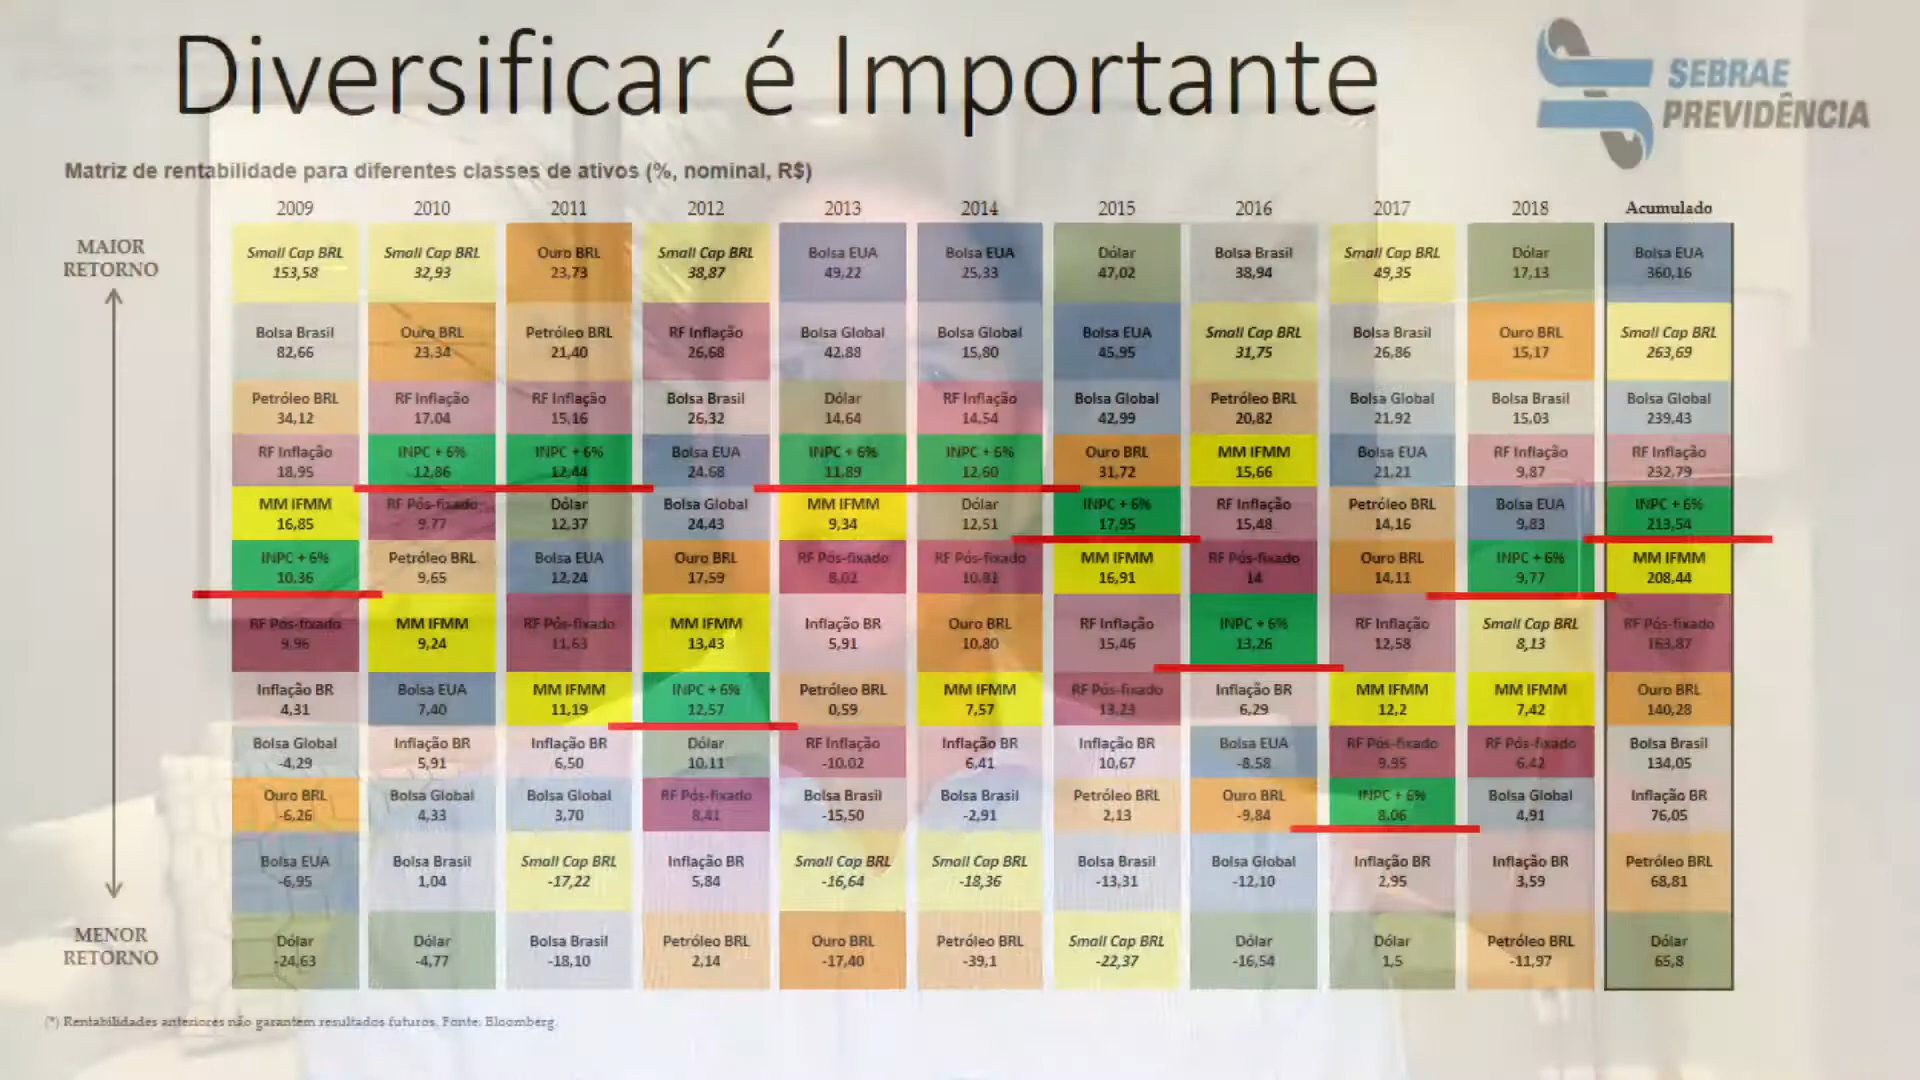 Diversificar é Importante
SEBRAE
PREVIDÊNCIA
Matriz de rentabilidade para diferentes classes de ativos (%, nominal, R$)
2009 2010 2011 2012 2013 2014 2015 2016 2017 2018 Acumulado
MAIOR
RETORNO
Small Cap BRL Small Cap BRL Ouro BRL Small Cap BRL Bolsa EUA Bolsa EUA Dólar Bolsa Brasil Small Cap BRL Dólar Bolsa EUA
153,58 32,93 23,73 38,87 49,22 25,33 47,02 38,94 49,35 17,13 360,16
Bolsa Brasil Ouro BRL Petróleo BRL RF Inflação Bolsa Global Bolsa Global Bolsa EUA Small Cap BRL Bolsa Brasil Ouro BRL Small Cap BRL
82,66 23,34 21,40 26,68 42,88 15,80 45,95 31,75 26,86 15,17 263,69
Petróleo BRL RF Inflação RF Inflação Bolsa Brasil Dólar RF Inflação Bolsa Global Petróleo BRL Bolsa Global Bolsa Brasil Bolsa Global
34,12 17,04 15,16 26,32 14,64 14,54 42,99 20,82 21,92 15,03 239,43
RF Inflação INPC + 6% INPC + 6% Bolsa EUA INPC + 6% INPC + 6% Ouro BRL MM IFMM Bolsa EUA RF Inflação RF Inflação
18,95 12,86 12,44 24,68 11,89 12,60 31,72 15,66 21,21 9,87 232,79
MM IFMM RF Pós-fixado Dólar Bolsa Global MM IFMM Dólar INPC + 6% RF Inflação Petróleo BRL Bolsa EUA INPC + 6%
16,85 9,77 12,37 24,43 9,34 12,51 17,95 15,48 14,16 9,83 213,54
INPC + 6% Petróleo BRL Bolsa EUA Ouro BRL RF Pós-fixado RF Pós-fixado MM IFMM RF Pós-fixado Ouro BRL INPC + 6% MM IFMM
10,36 9,65 12,24 17,59 8,02 10,81 16,91 14 14,11 9,77 208,44
RF Pós-fixado MM IFMM RF Pós-fixado MM IFMM Inflação BR Ouro BRL RF Inflação INPC + 6% RF Inflação Small Cap BRL RF Pós-fixado
9,96 9,24 11,63 13,43 5,91 10,80 15,46 13,26 12,58 8,13 163,87
Inflação BR Bolsa EUA MM IFMM INPC + 6% Petróleo BRL MM IFMM RF Pós-fixado Inflação BR MM IFMM MM IFMM Ouro BRL
4,31 7,40 11,19 12,57 0,59 7,57 13,23 6,29 12,2 7,42 140,28
Bolsa Global Inflação BR Inflação BR Dólar RF Inflação Inflação BR Inflação BR Bolsa EUA RF Pós-fixado RF Pós-fixado Bolsa Brasil
-4,29 5,91 6,50 10,11 -10,02 6,41 10,67 -8,58 9,95 6,42 134,05
Ouro BRL Bolsa Global Bolsa Global RF Pós-fixado Bolsa Brasil Bolsa Brasil Petróleo BRL Ouro BRL INPC + 6% Bolsa Global Inflação BR
-6,26 4,33 3,70 8,41 -15,50 -2,91 2,13 -9,84 8,06 4,91 76,05
Bolsa EUA Bolsa Brasil Small Cap BRL Inflação BR Small Cap BRL Small Cap BRL Bolsa Brasil Bolsa Global Inflação BR Inflação BR Petróleo BRL
-6,95 1,04 -17,22 5,84 -16,64 -18,36 -13,31 -12,10 2,95 3,59 68,81
MENOR
RETORNO
Dólar Dólar Bolsa Brasil Petróleo BRL Ouro BRL Petróleo BRL Small Cap BRL Dólar Dólar Petróleo BRL Dólar
-24,63 -4,77 -18,10 2,14 -17,40 -39,1 -22,37 -16,54 1,5 -11,97 65,8
(*) Rentabilidades anteriores não garantem resultados futuros. Fonte: Bloomberg.